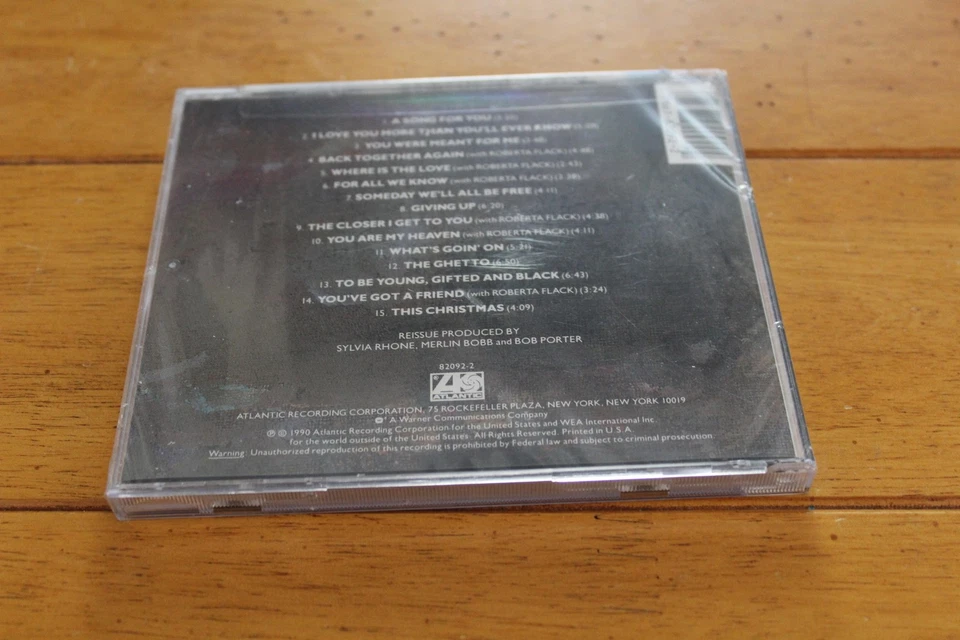 1. A SONG FOR YOU
2. I LOVE YOU MORE THAN YOU'LL EVER KNOW
3. YOU WERE MEANT FOR ME
4. BACK TOGETHER AGAIN (with ROBERTA FLACK)
5. WHERE IS THE LOVE (with ROBERTA FLACK) (2:43)
6. FOR ALL WE KNOW (with ROBERTA FLACK)
7. SOMEDAY WE'LL ALL BE FREE (4:11)
8. GIVING UP (6:20)
9. THE CLOSER I GET TO YOU (with ROBERTA FLACK) (4:38)
10. YOU ARE MY HEAVEN (with ROBERTA FLACK) (4:11)
11. WHAT'S GOIN' ON (5:21)
12. THE GHETTO (6:50)
13. TO BE YOUNG, GIFTED AND BLACK (6:43)
14. YOU'VE GOT A FRIEND (with ROBERTA FLACK) (3:24)
15. THIS CHRISTMAS (4:09)
REISSUE PRODUCED BY
SYLVIA RHONE, MERLIN BOBB and BOB PORTER
82092-2
ATLANTIC
ATLANTIC RECORDING CORPORATION, 75 ROCKEFELLER PLAZA, NEW YORK, NEW YORK 10019
A Warner Communications Company
℗ © 1990 Atlantic Recording Corporation for the United States and WEA International Inc.
for the world outside of the United States. All Rights Reserved. Printed in U.S.A.
Warning: Unauthorized reproduction of this recording is prohibited by Federal law and subject to criminal prosecution.